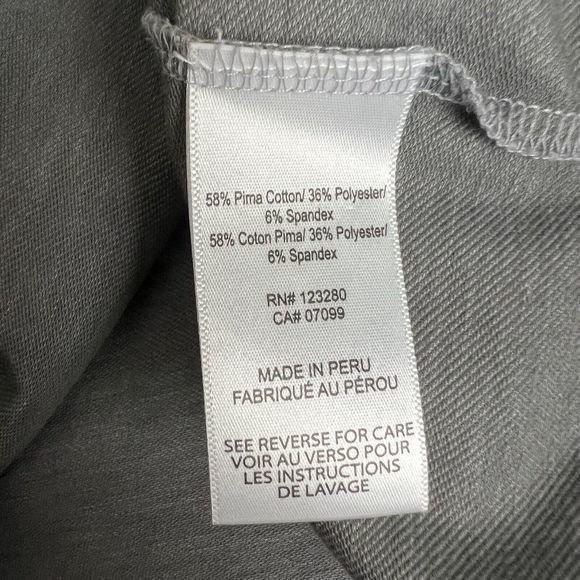 58% Pima Cotton/ 36% Polyester/
6% Spandex
58% Coton Pima/ 36% Polyester/
6% Spandex
RN# 123280
CA# 07099
MADE IN PERU
FABRIQUÉ AU PÉROU
SEE REVERSE FOR CARE
VOIR AU VERSO POUR
LES INSTRUCTIONS
DE LAVAGE